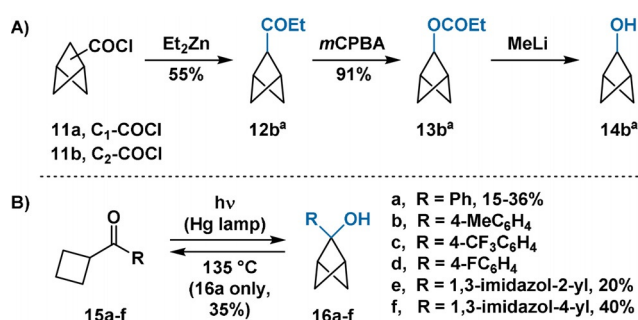 A)
COCl
Et₂Zn
55%
COEt
mCPBA
91%
OCOEt
MeLi
OH
11a, C₁-COCl
11b, C₂-COCl
12bᵃ
13bᵃ
14bᵃ
B)
O
R
15a-f
hν
(Hg lamp)
135 °C
(16a only,
35%)
R OH
16a-f
a, R = Ph, 15-36%
b, R = 4-MeC₆H₄
c, R = 4-CF₃C₆H₄
d, R = 4-FC₆H₄
e, R = 1,3-imidazol-2-yl, 20%
f, R = 1,3-imidazol-4-yl, 40%